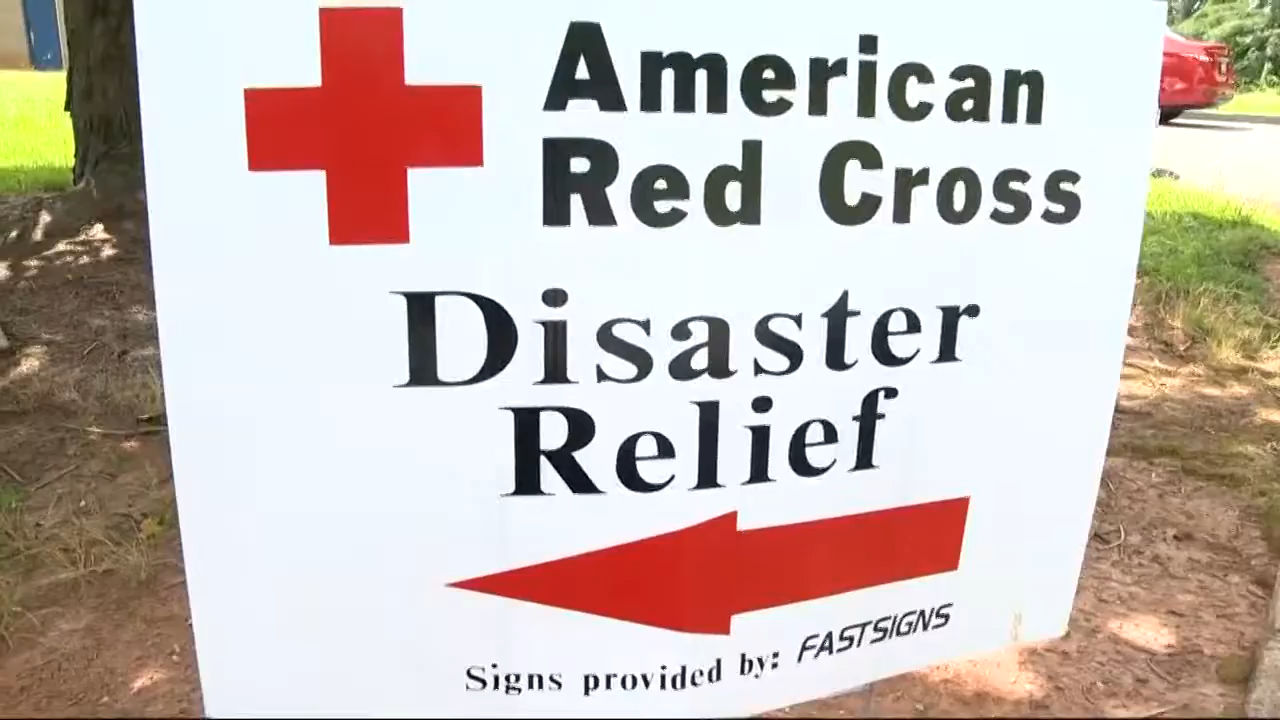 American
Red Cross
Disaster
Relief
Signs provided by: FASTSIGNS